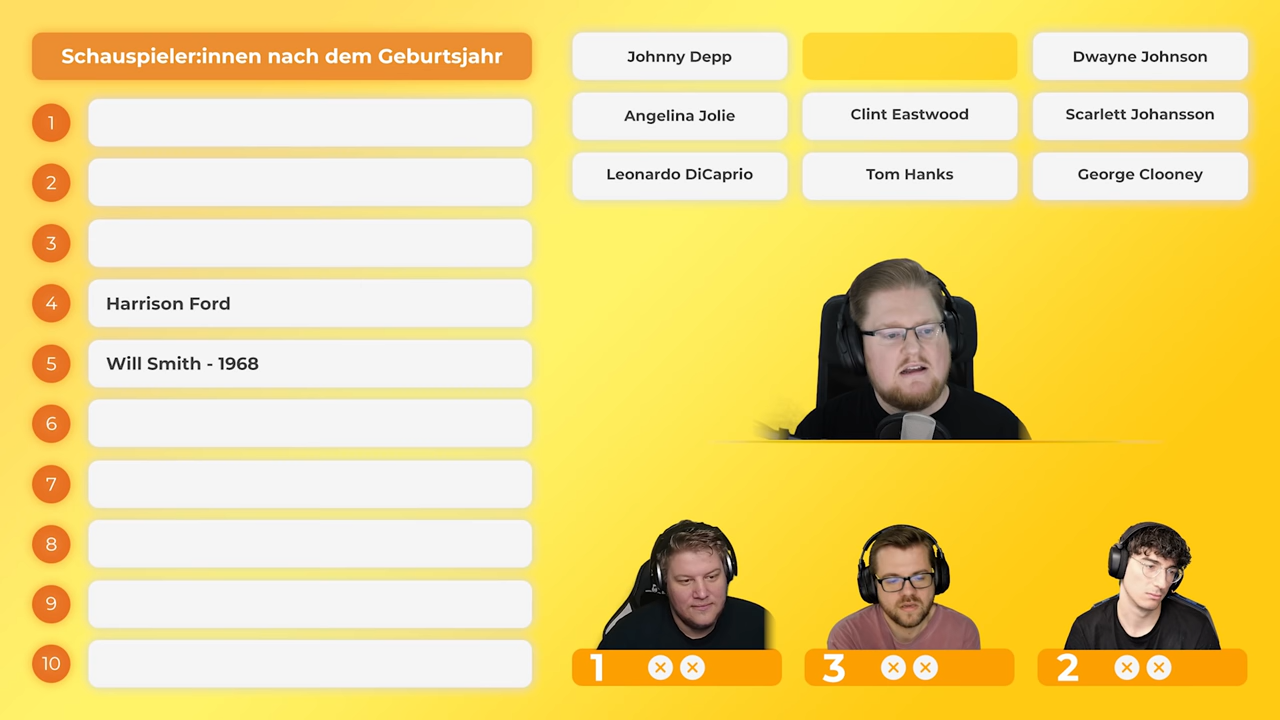 Schauspieler:innen nach dem Geburtsjahr
1
2
3
4 Harrison Ford
5 Will Smith - 1968
6
7
8
9
10
Johnny Depp
Dwayne Johnson
Angelina Jolie
Clint Eastwood
Scarlett Johansson
Leonardo DiCaprio
Tom Hanks
George Clooney
1
3
2